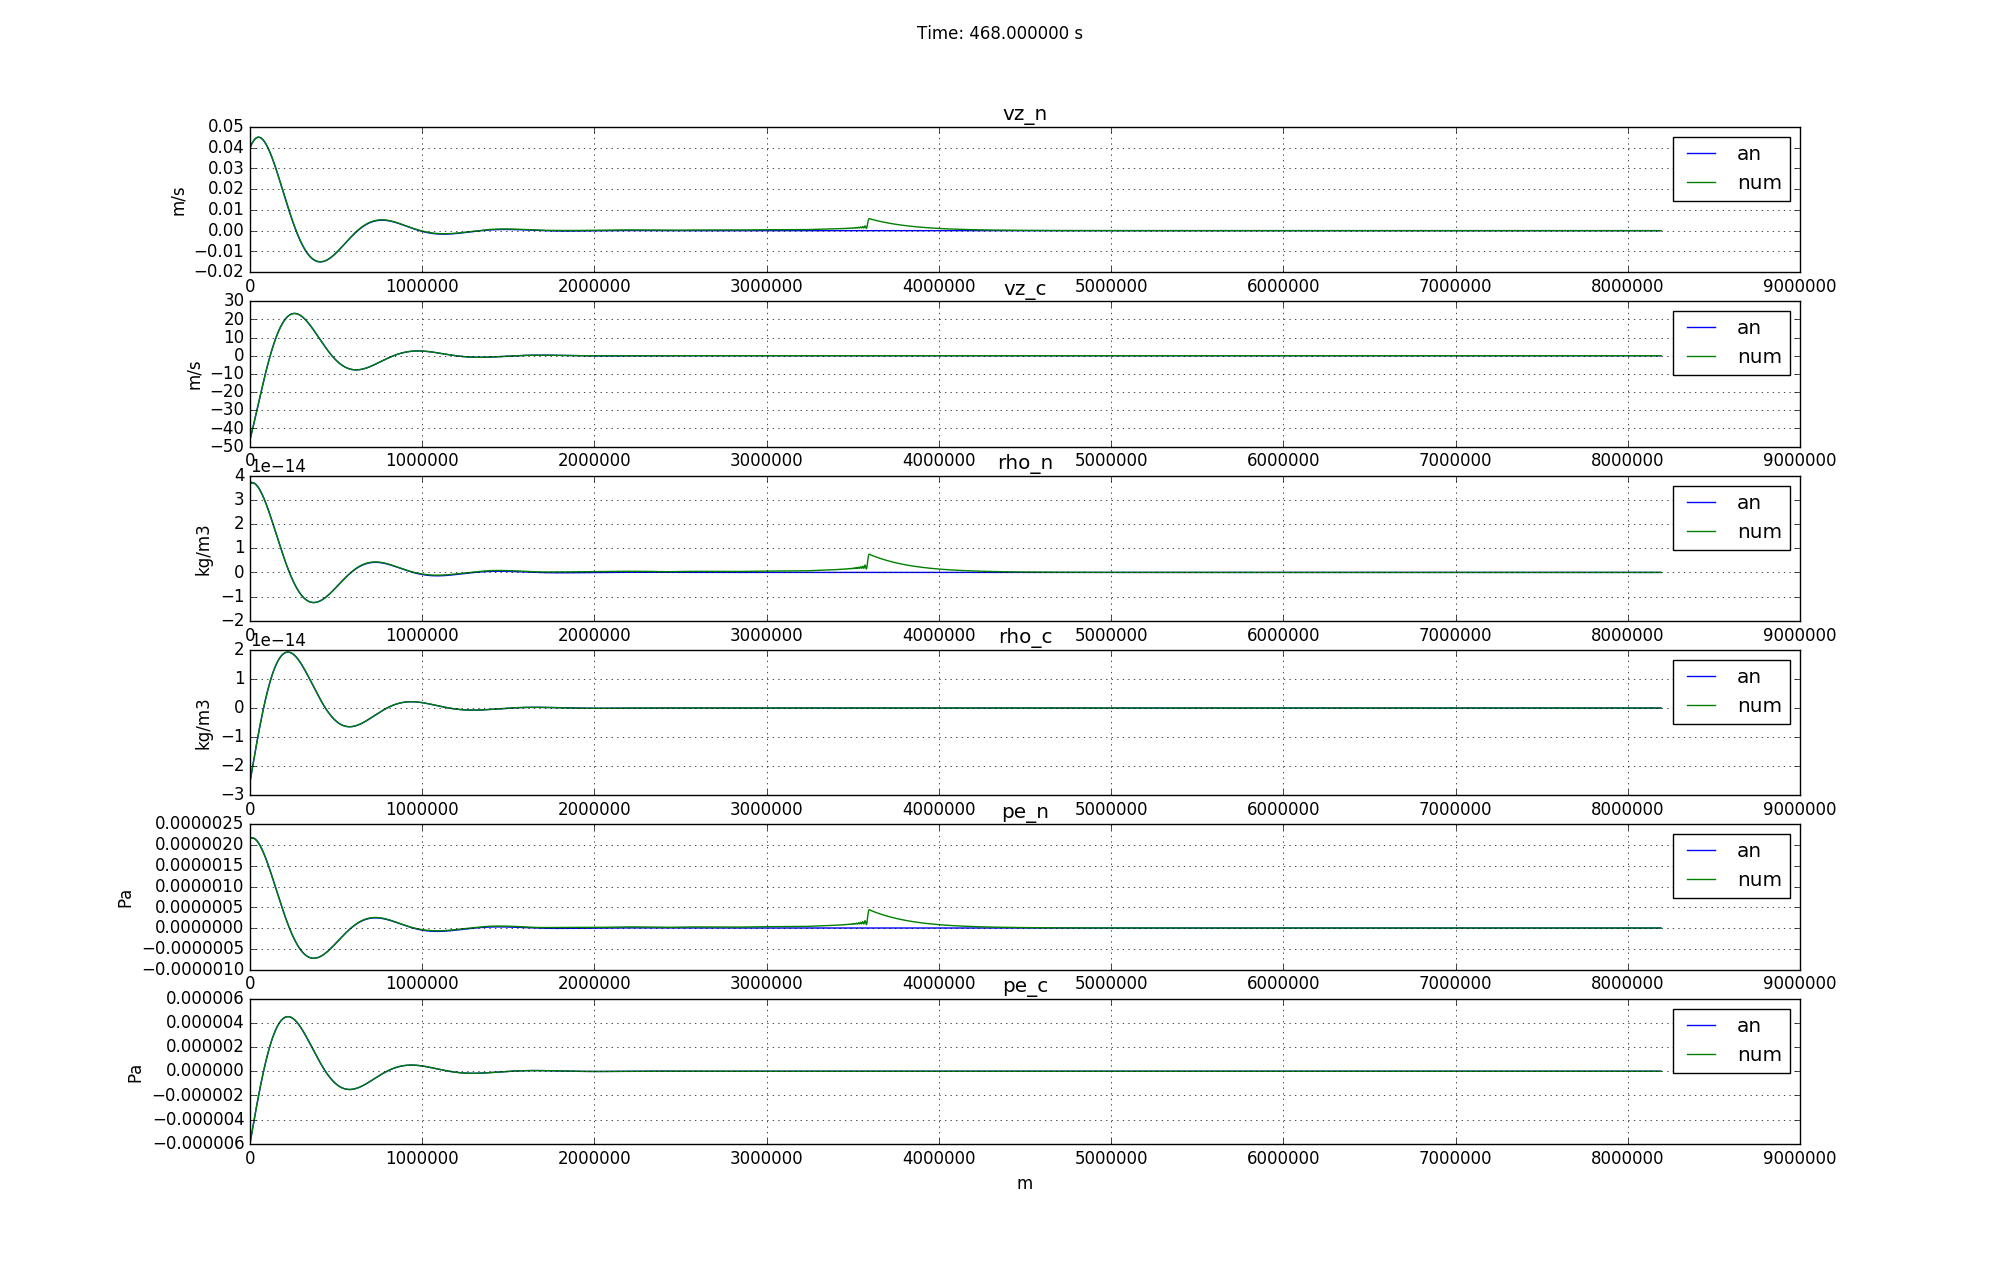 Time: 468.000000 s
vz_n
0.05
0.04
0.03
0.02
0.01
0.00
−0.01
−0.02
m/s
an
num
0 1000000 2000000 3000000 4000000 5000000 6000000 7000000 8000000 9000000
vz_c
30
20
10
0
−10
−20
−30
−40
−50
m/s
an
num
0 1000000 2000000 3000000 4000000 5000000 6000000 7000000 8000000 9000000
1e−14
rho_n
4
3
2
1
0
−1
−2
kg/m3
an
num
0 1000000 2000000 3000000 4000000 5000000 6000000 7000000 8000000 9000000
1e−14
rho_c
2
1
0
−1
−2
−3
kg/m3
an
num
0 1000000 2000000 3000000 4000000 5000000 6000000 7000000 8000000 9000000
pe_n
0.0000025
0.0000020
0.0000015
0.0000010
0.0000005
0.0000000
−0.0000005
−0.0000010
Pa
an
num
0 1000000 2000000 3000000 4000000 5000000 6000000 7000000 8000000 9000000
pe_c
0.000006
0.000004
0.000002
0.000000
−0.000002
−0.000004
−0.000006
Pa
an
num
0 1000000 2000000 3000000 4000000 5000000 6000000 7000000 8000000 9000000
m